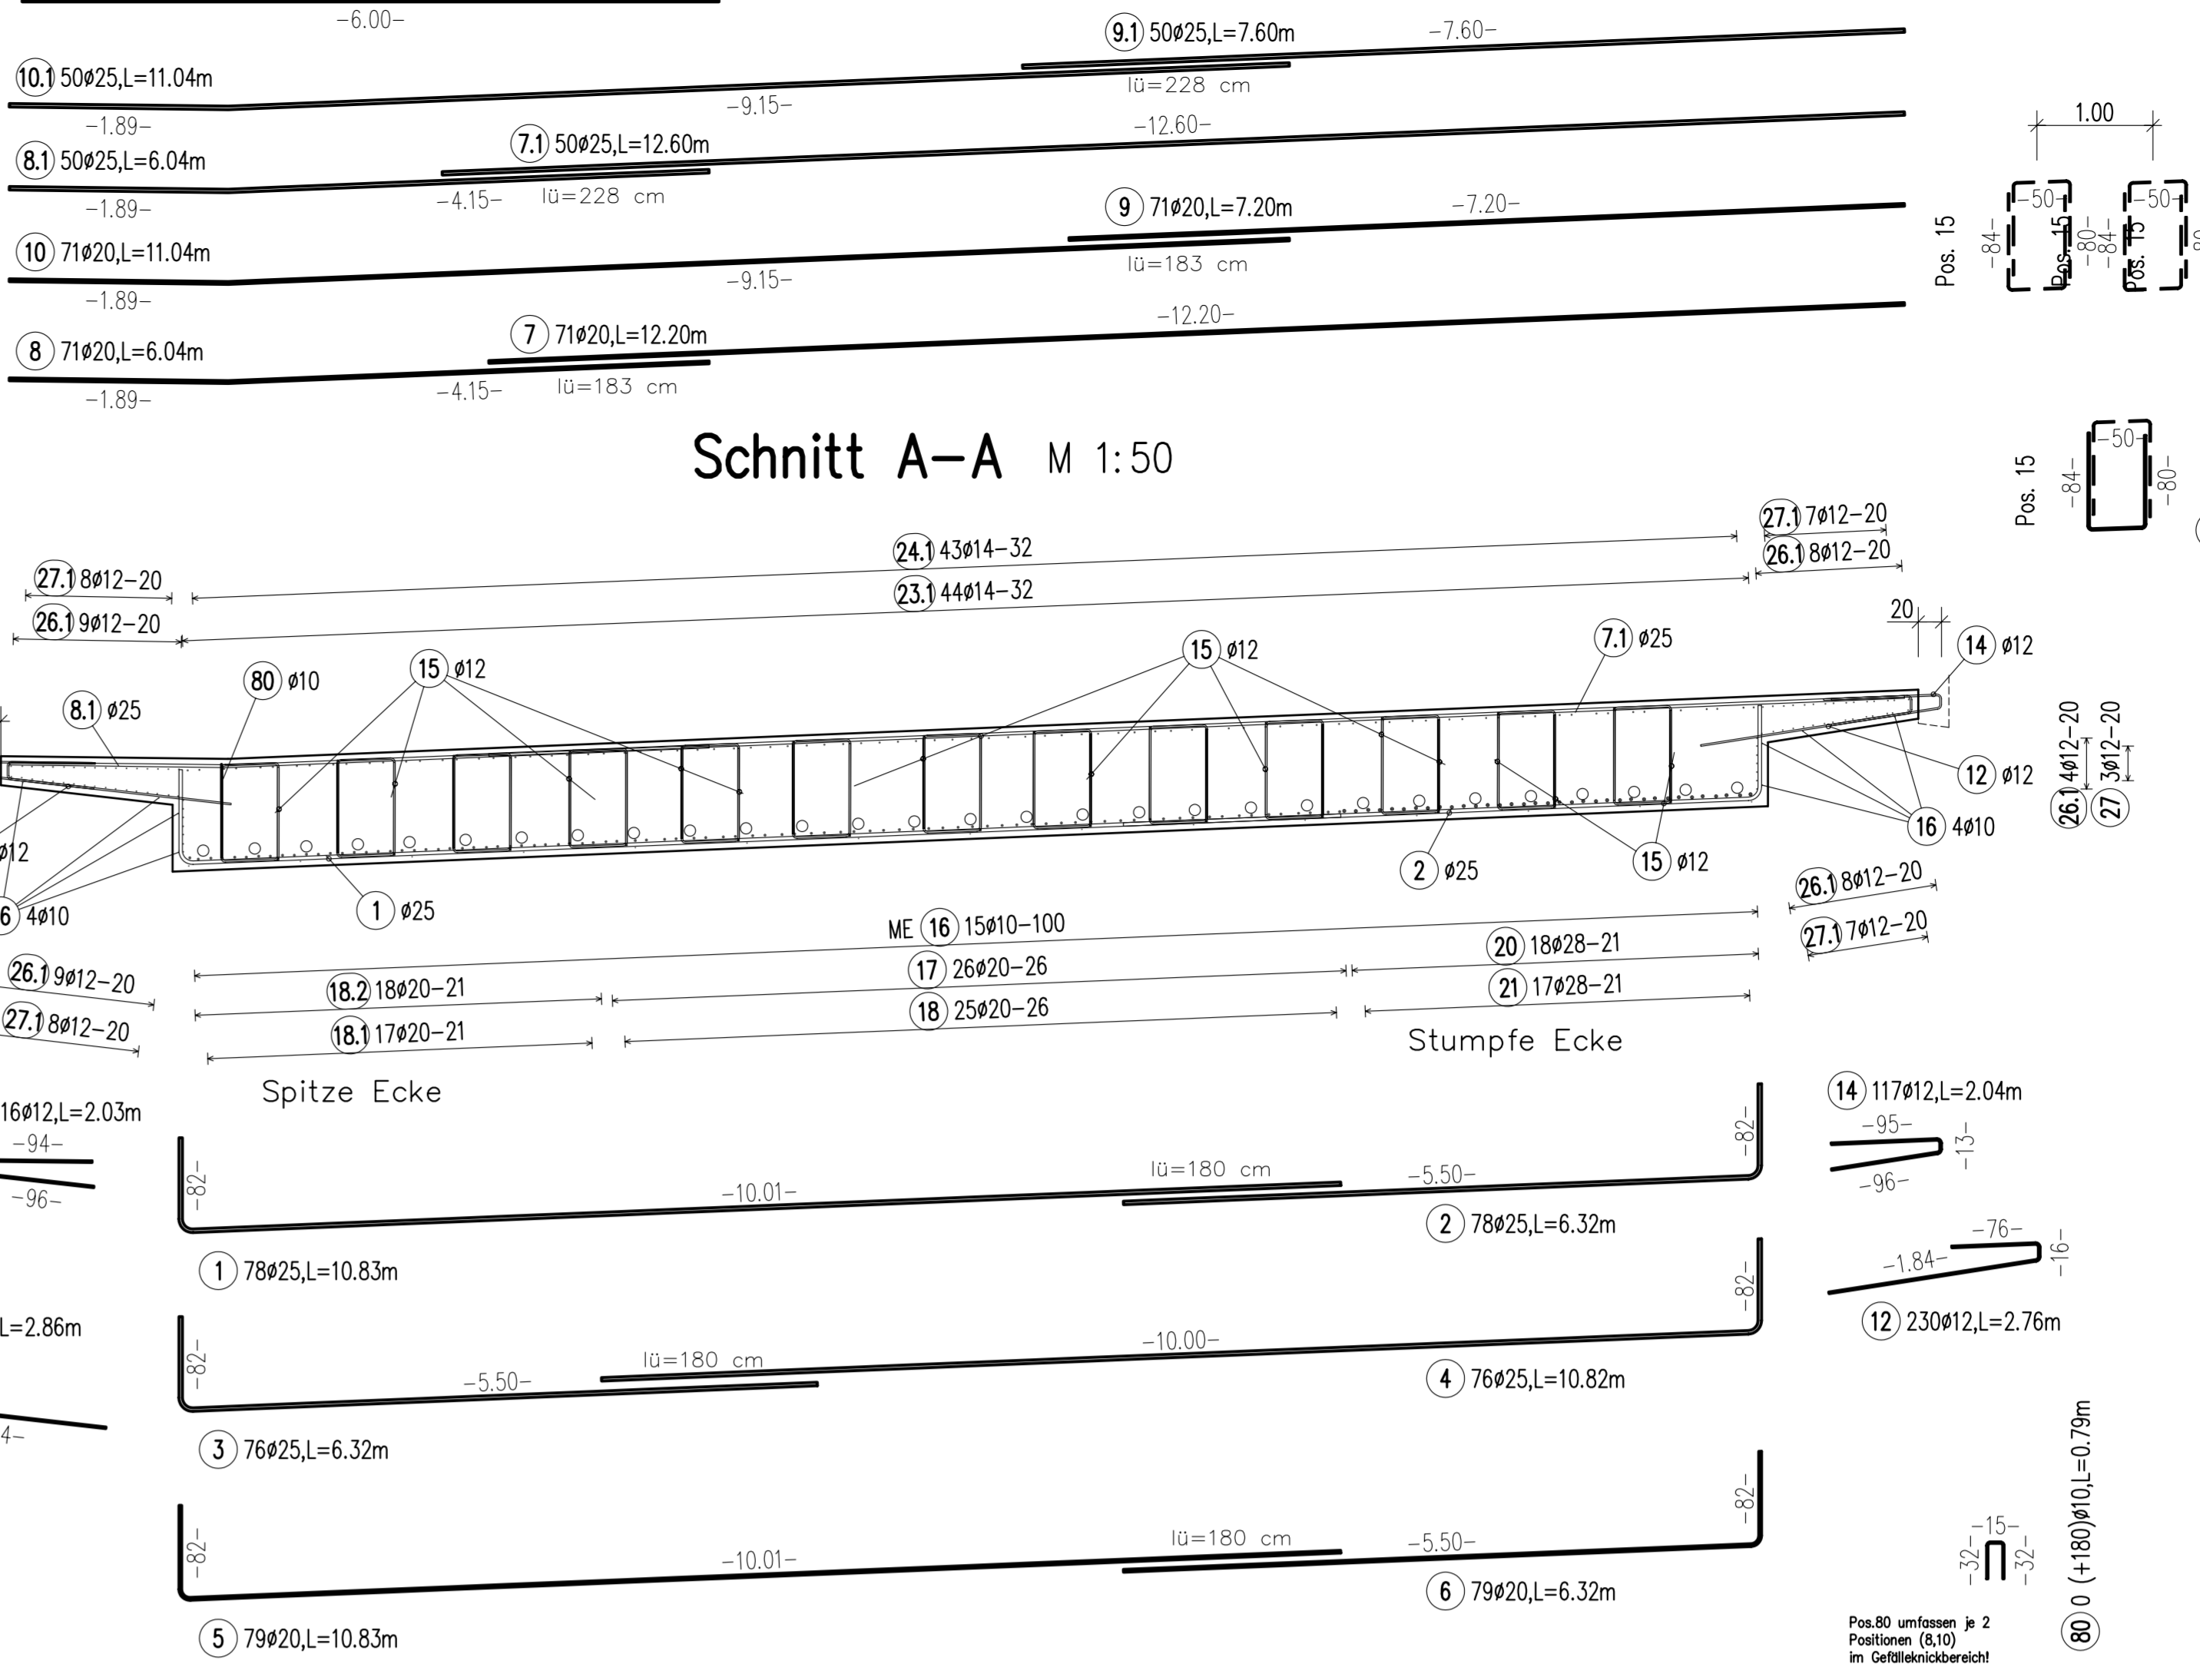 -6.00-
9.1 50ø25,L=7.60m
-7.60-
10.1 50ø25,L=11.04m
lü=228 cm
-9.15-
-1.89-
1.00
-12.60-
7.1 50ø25,L=12.60m
8.1 50ø25,L=6.04m
-4.15-
lü=228 cm
-1.89-
9 71ø20,L=7.20m
-7.20-
10 71ø20,L=11.04m
lü=183 cm
-9.15-
-1.89-
-12.20-
7 71ø20,L=12.20m
8 71ø20,L=6.04m
-4.15-
lü=183 cm
-1.89-
Pos. 15
-84-
-50-
Pos. 15
-80-
-84-
Pos. 15
-50-
Schnitt A-A M 1:50
Pos. 15
-84-
-50-
-80-
27.1 7ø12-20
24.1 43ø14-32
26.1 8ø12-20
27.1 8ø12-20
23.1 44ø14-32
26.1 9ø12-20
20
7.1 ø25
14 ø12
15 ø12
15 ø12
80 ø10
8.1 ø25
26.1 4ø12-20
27 3ø12-20
12 ø12
16 4ø10
ø12
15 ø12
2 ø25
1 ø25
6 4ø10
26.1 8ø12-20
ME 16 15ø10-100
27.1 7ø12-20
20 18ø28-21
17 26ø20-26
26.1 9ø12-20
18.2 18ø20-21
21 17ø28-21
18 25ø20-26
27.1 8ø12-20
18.1 17ø20-21
Stumpfe Ecke
Spitze Ecke
14 117ø12,L=2.04m
-95-
-13-
-96-
16ø12,L=2.03m
-94-
-96-
-82-
-82-
lü=180 cm
-10.01-
-5.50-
2 78ø25,L=6.32m
1 78ø25,L=10.83m
-76-
-1.84-
-16-
12 230ø12,L=2.76m
L=2.86m
4-
-82-
-82-
lü=180 cm
-10.00-
-5.50-
4 76ø25,L=10.82m
3 76ø25,L=6.32m
-82-
-82-
lü=180 cm
-10.01-
-5.50-
6 79ø20,L=6.32m
5 79ø20,L=10.83m
-15-
-32-
-32-
80 0 (+180)ø10,L=0.79m
Pos.80 umfassen je 2
Positionen (8,10)
im Gefälleknickbereich!